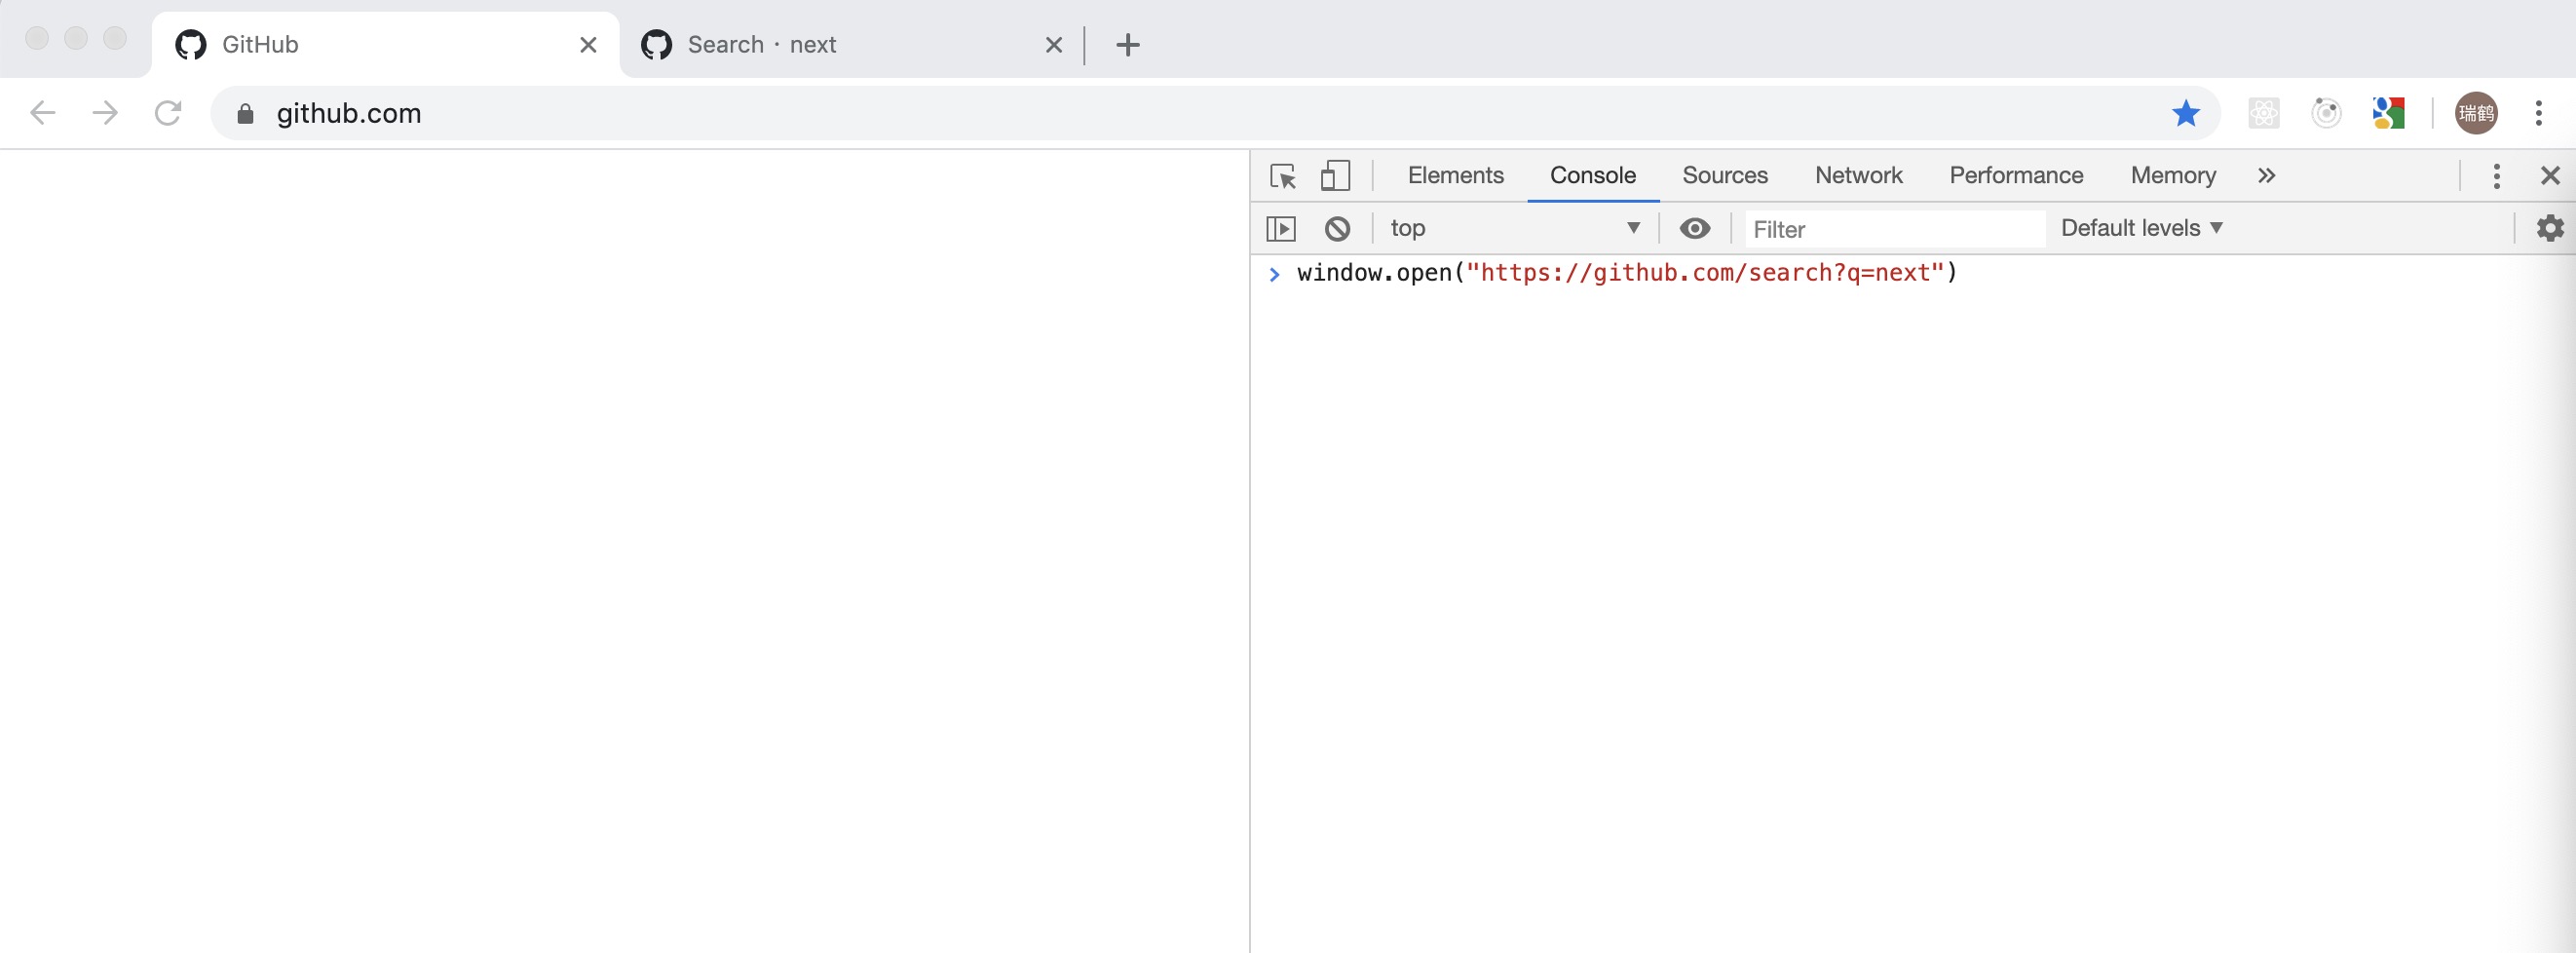 GitHub
Search · next
github.com
瑞鹤
Elements Console Sources Network Performance Memory
top Filter Default levels
window.open("https://github.com/search?q=next")